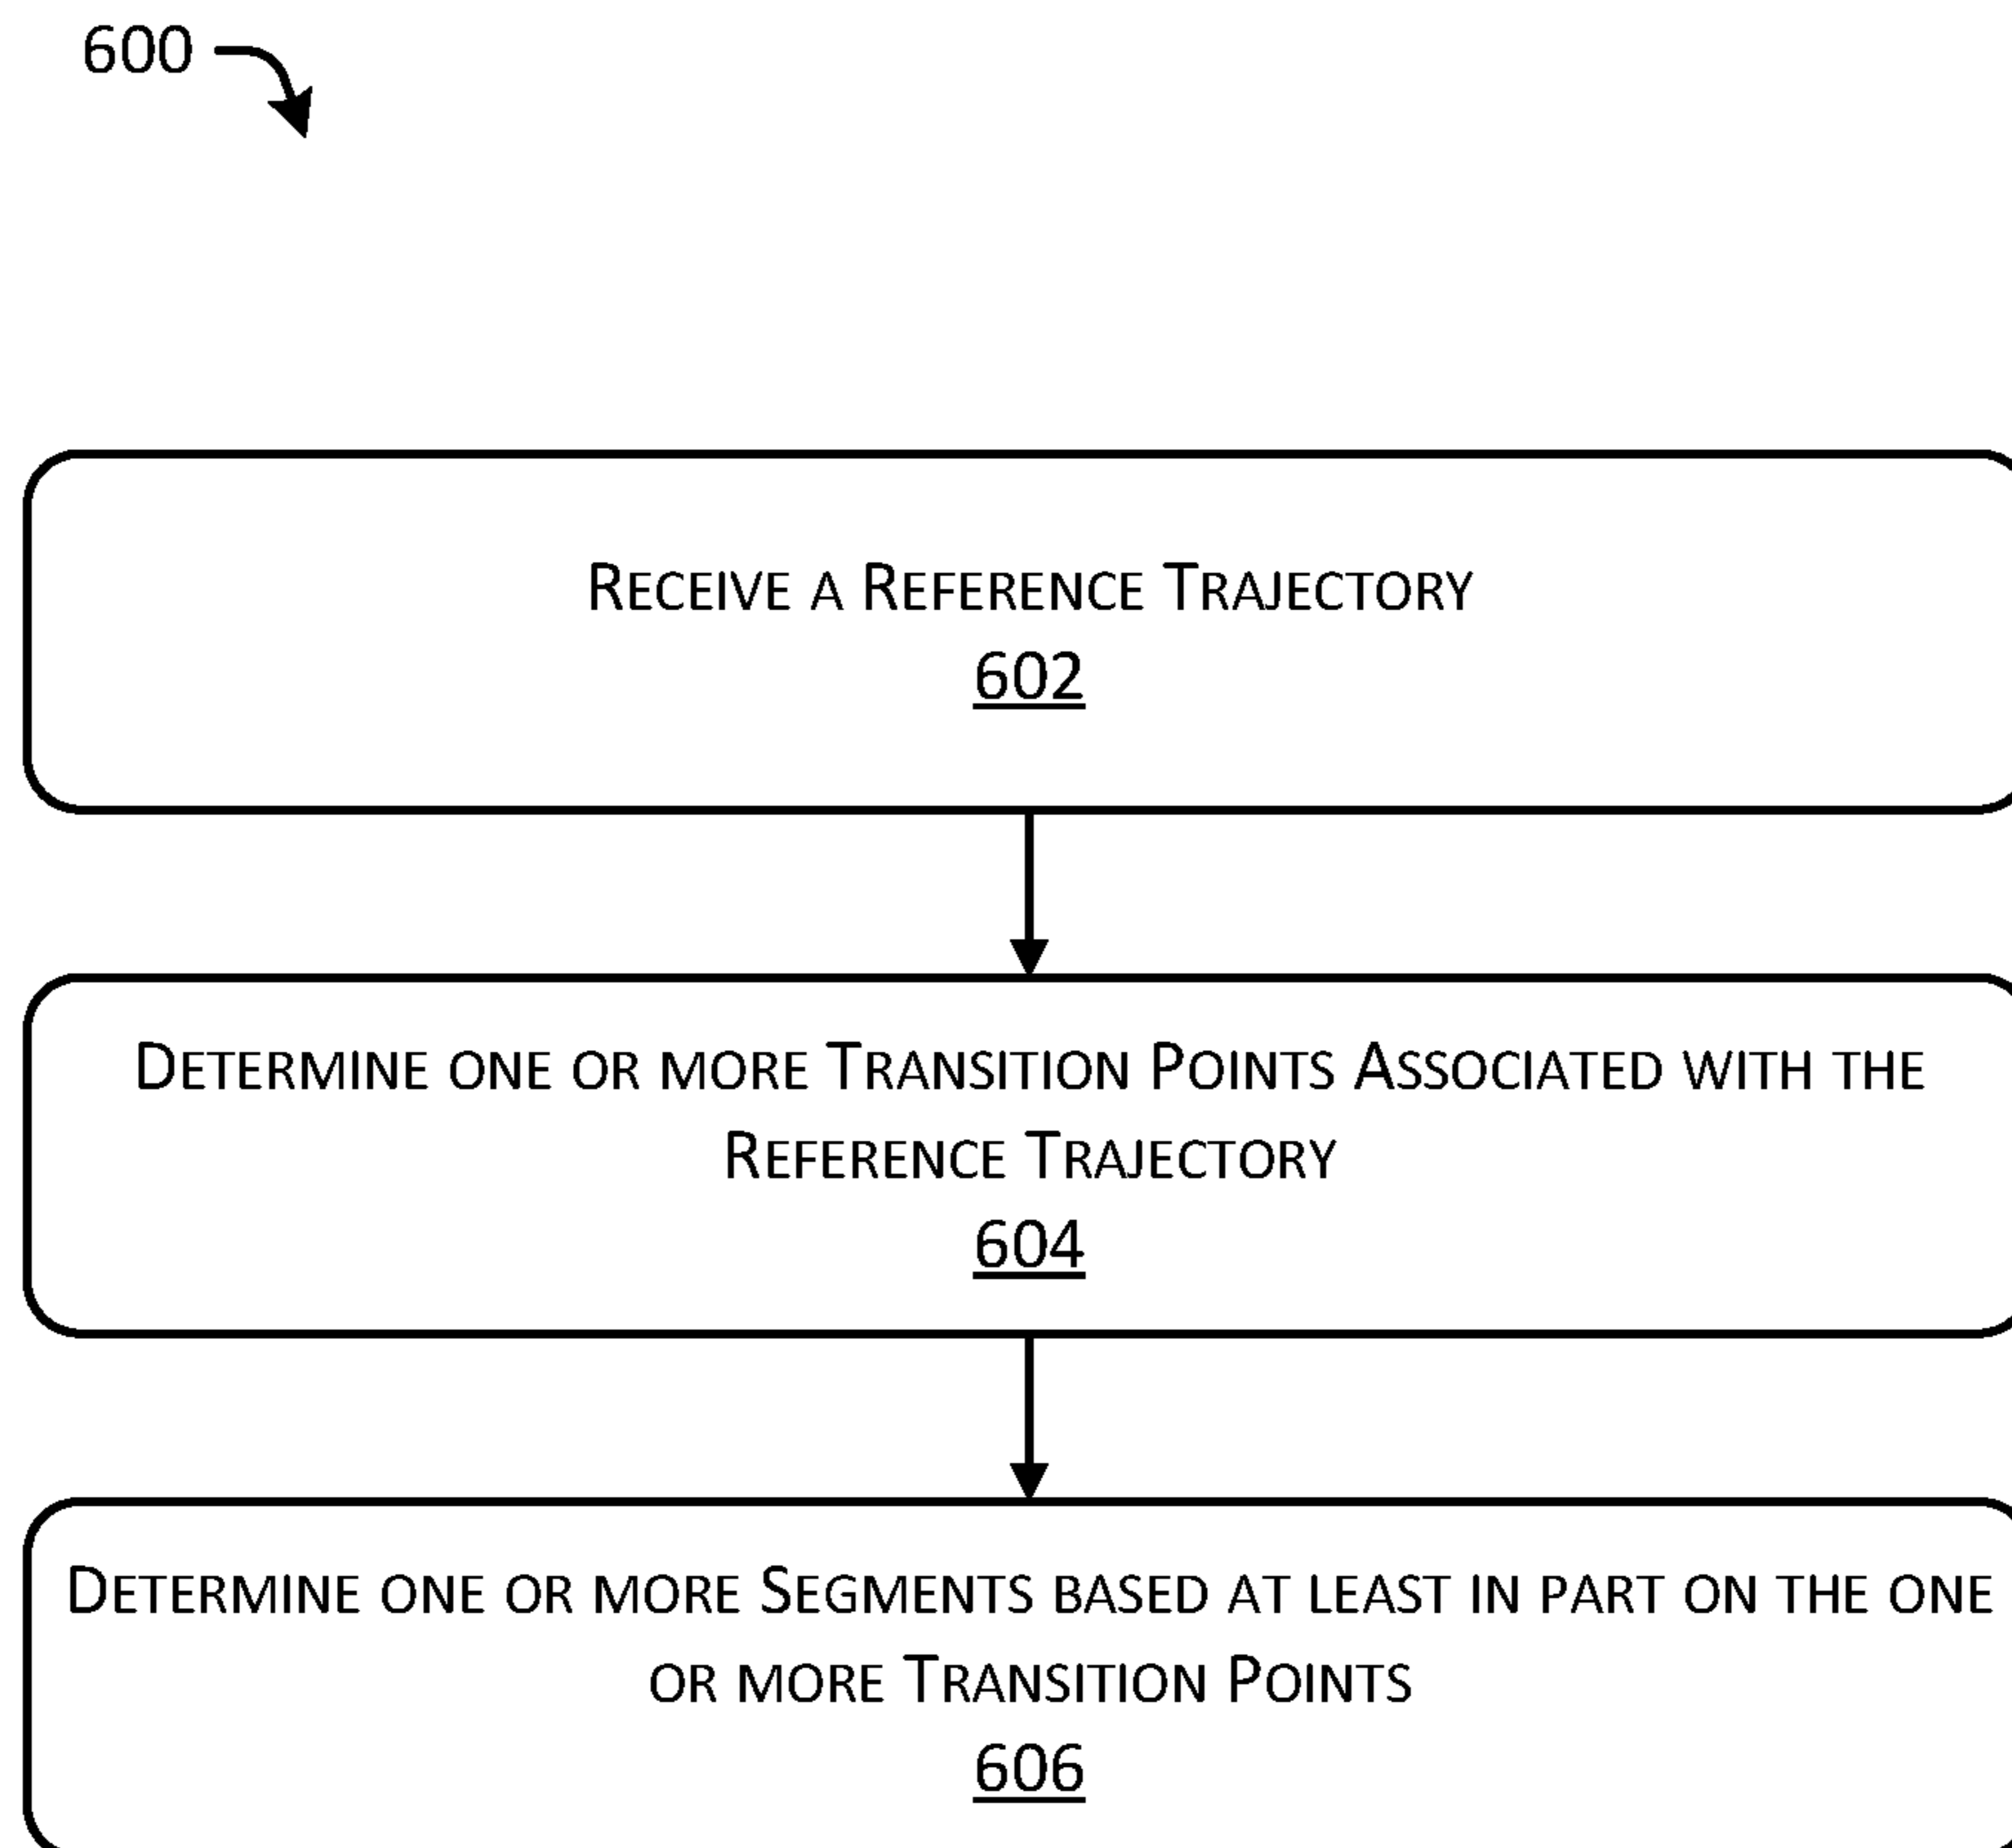 600
Receive a Reference Trajectory
602
Determine one or more Transition Points Associated with the
Reference Trajectory
604
Determine one or more Segments based at least in part on the one
or more Transition Points
606